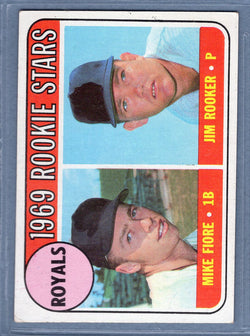 1969 ROOKIE STARS
ROYALS
JIM ROOKER • P
MIKE FIORE • 1B